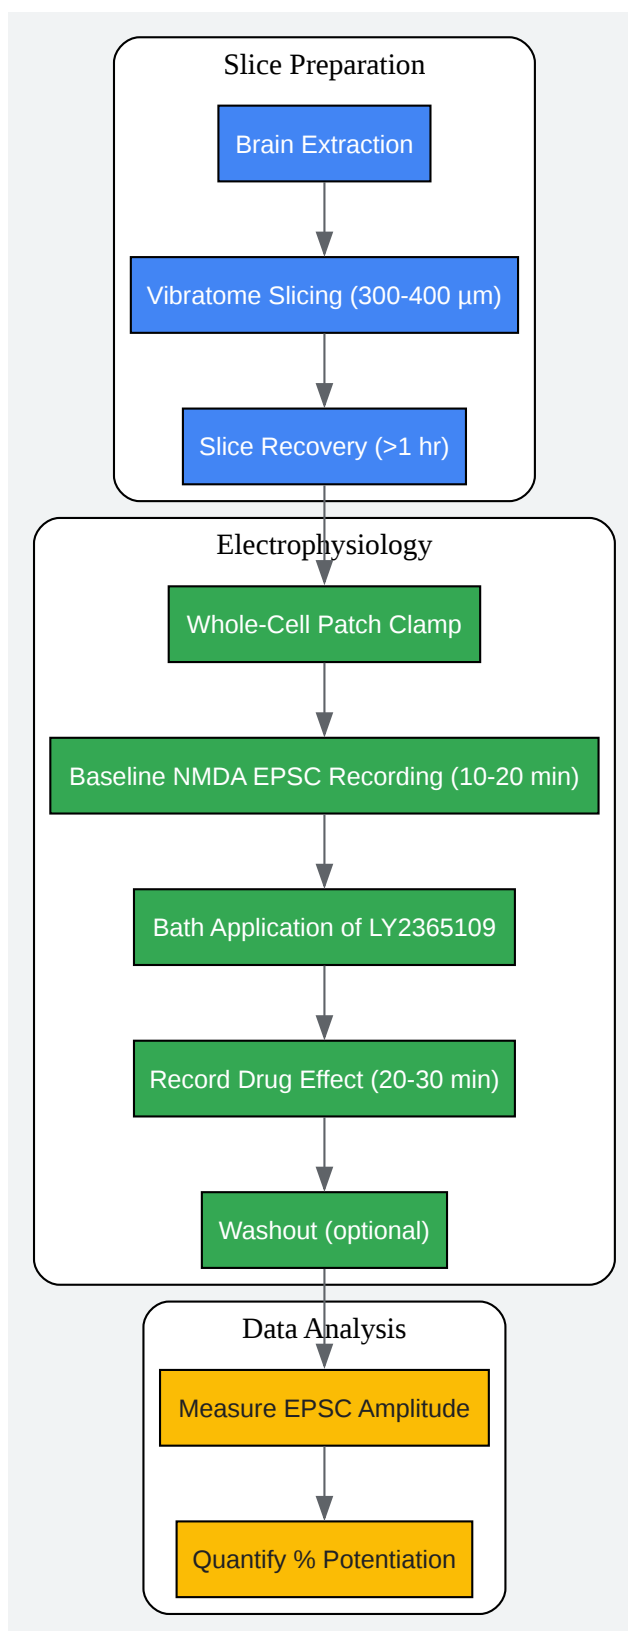 Slice Preparation
Brain Extraction
Vibratome Slicing (300-400 µm)
Slice Recovery (>1 hr)
Electrophysiology
Whole-Cell Patch Clamp
Baseline NMDA EPSC Recording (10-20 min)
Bath Application of LY2365109
Record Drug Effect (20-30 min)
Washout (optional)
Data Analysis
Measure EPSC Amplitude
Quantify % Potentiation